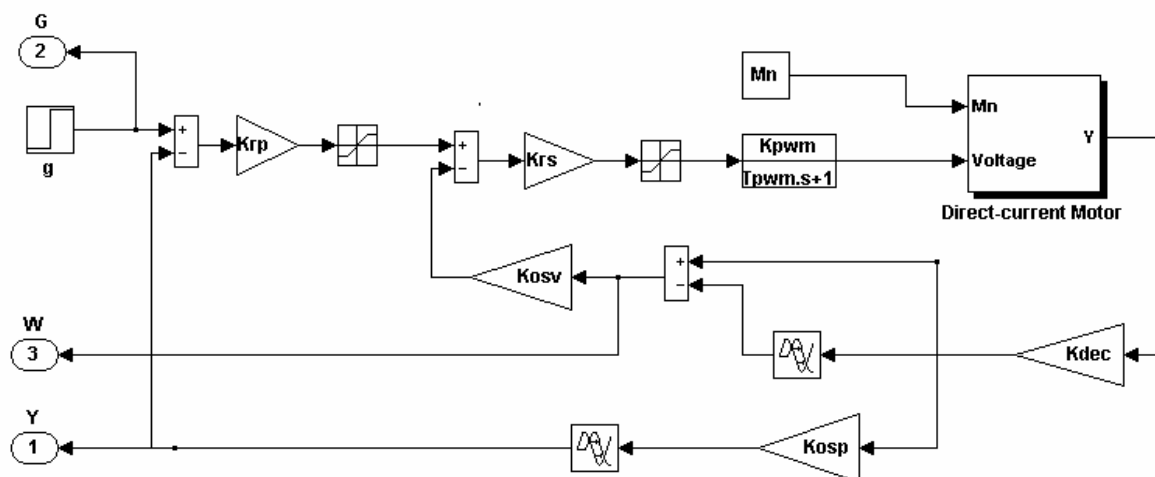 G
2
g
+
−
Krp
+
−
Krs
Kpwm
Tpwm.s+1
Mn
Mn
Voltage
Y
Direct-current Motor
Kosv
+
−
W
3
Kdec
Y
1
Kosp